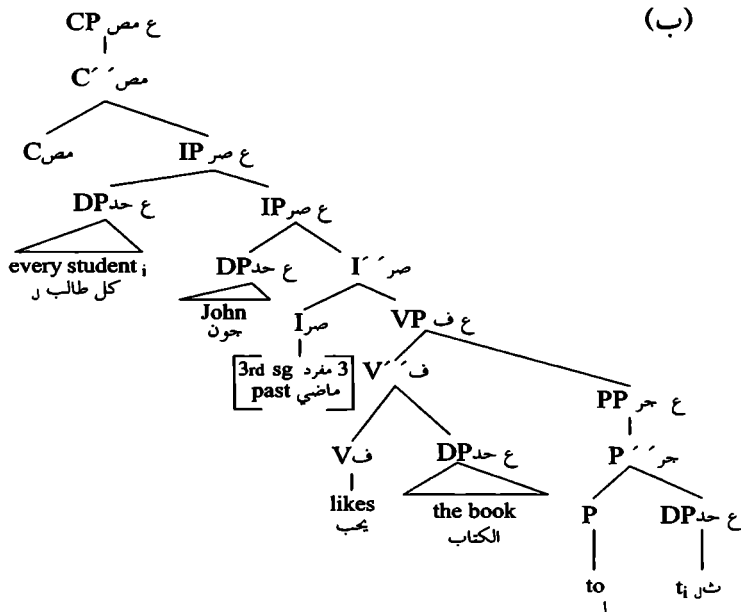 (ب)
CP ع مص
C´´ مص
C مص IP ع صر
DP ع حد IP ع صر
every student i DP ع حد I´´ صر
كل طالب ل
John I صر VP ع ف
جون
3rd sg 3 مفرد V´´ ف PP ع جر
past ماضي
V ف DP ع حد P´´ جر
likes the book P DP ع حد
يحب الكتاب
to ti ث ل
ل